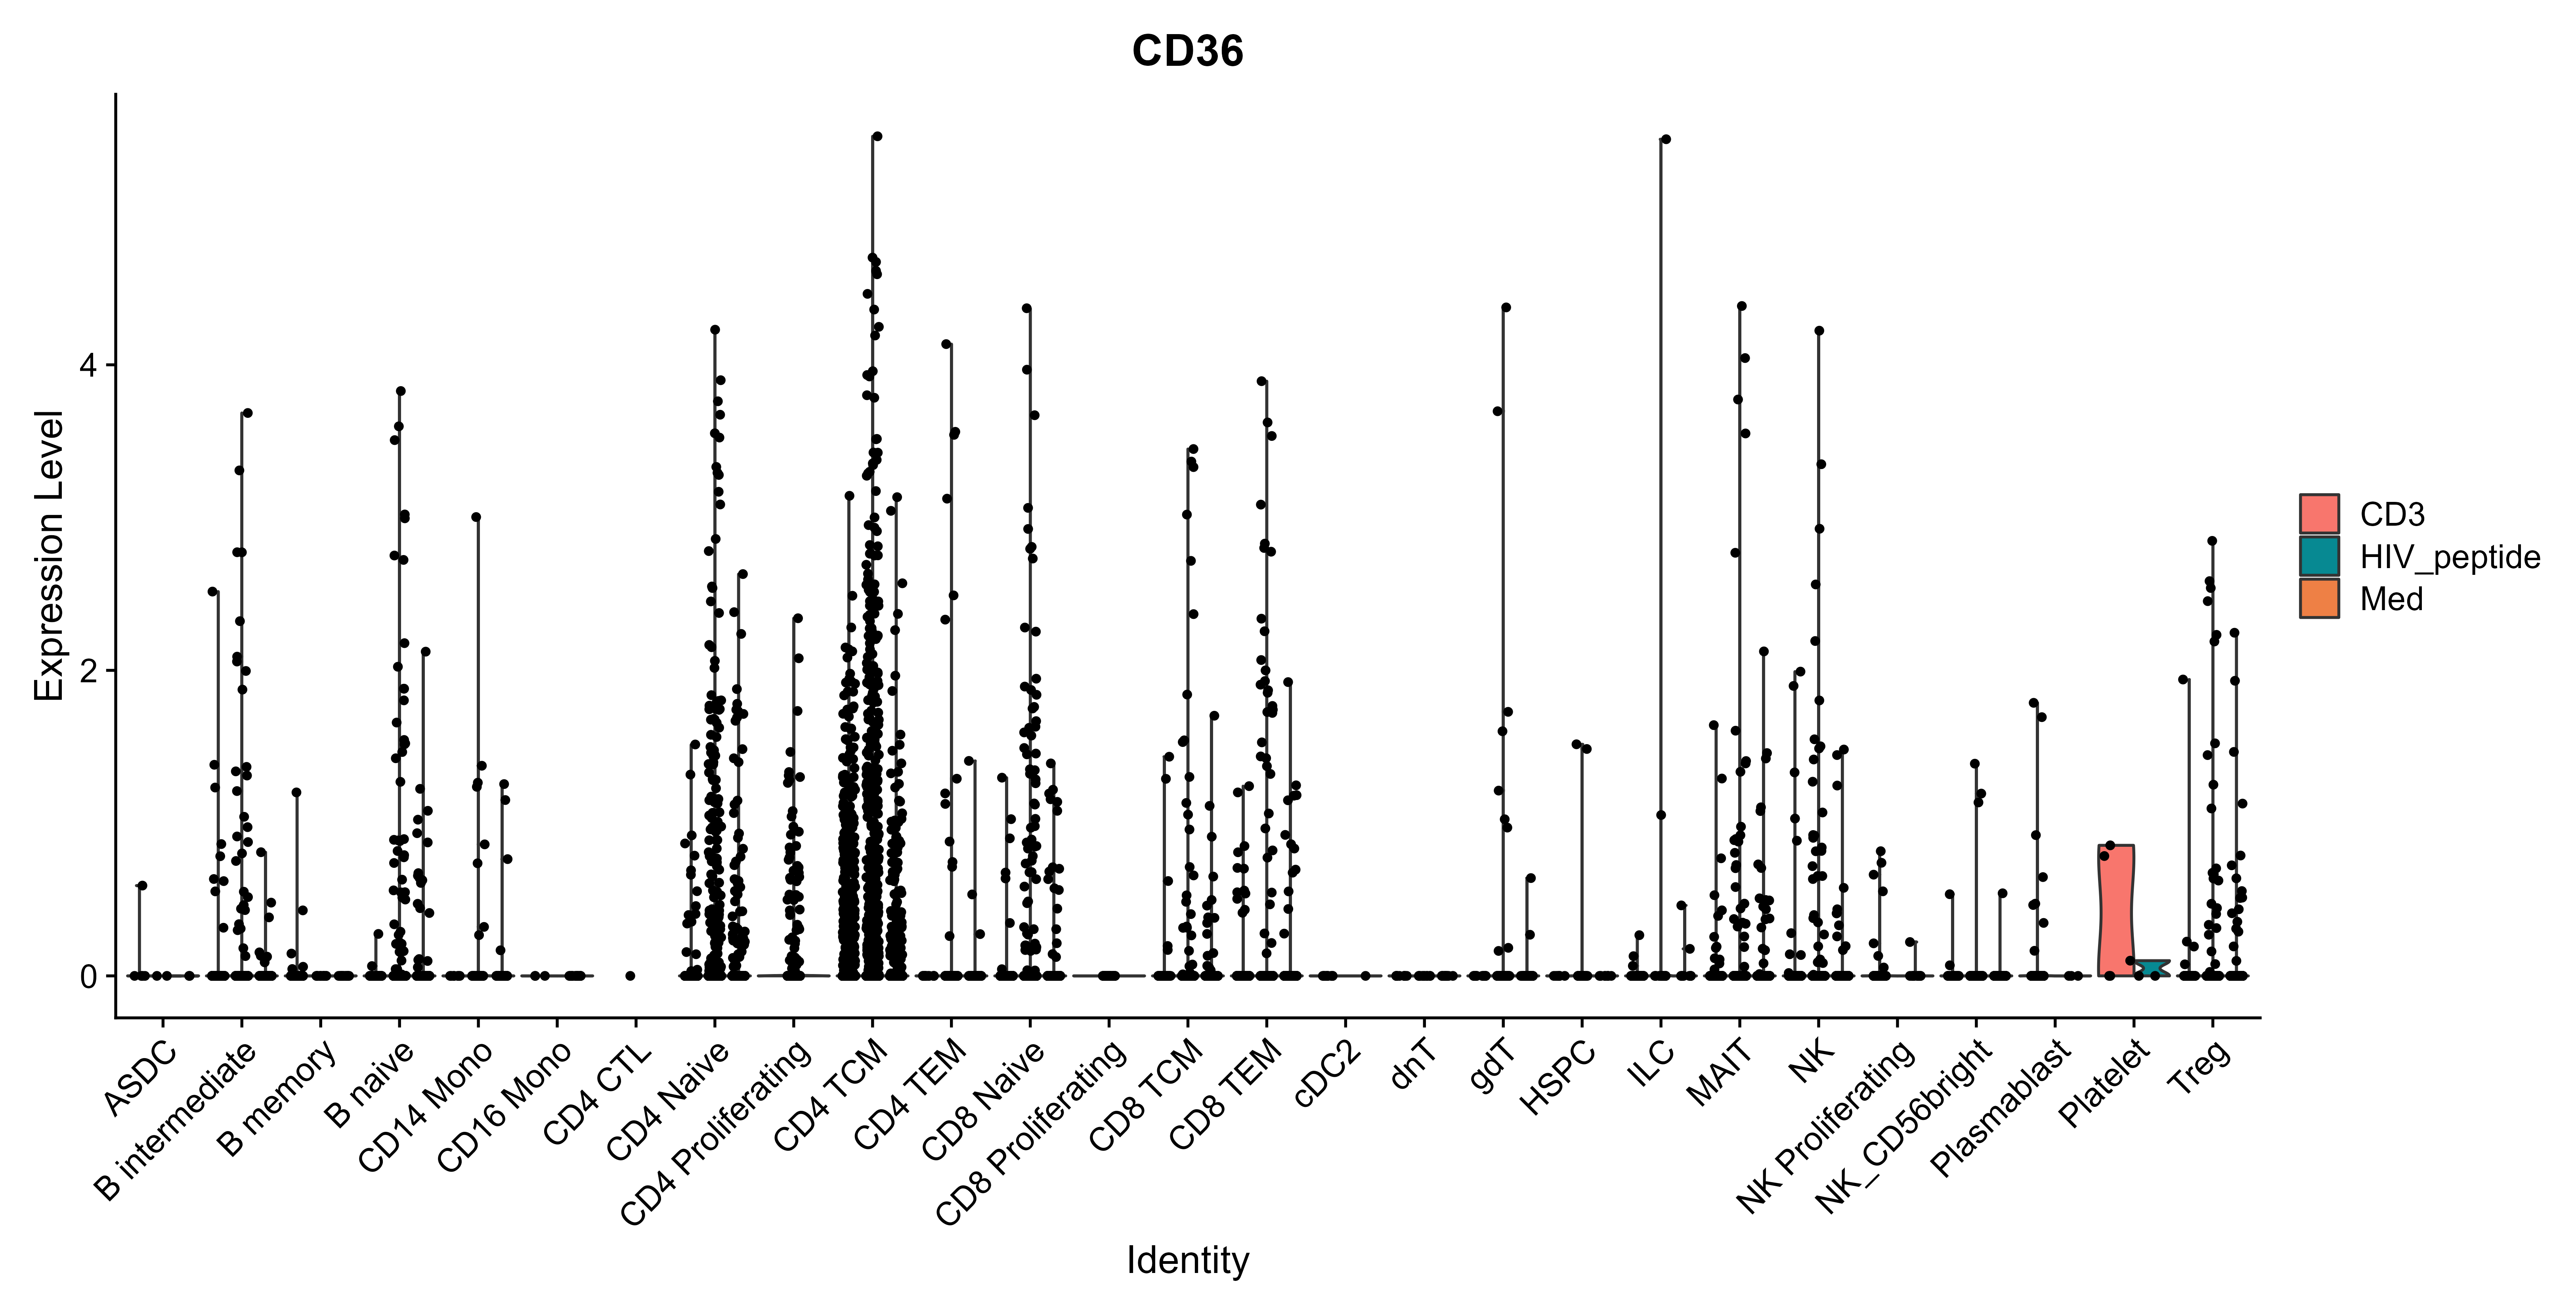 CD36
Expression Level
4
2
0
ASDC
B intermediate
B memory
B naive
CD14 Mono
CD16 Mono
CD4 CTL
CD4 Naive
CD4 Proliferating
CD4 TCM
CD4 TEM
CD8 Naive
CD8 Proliferating
CD8 TCM
CD8 TEM
cDC2
dnT
gdT
HSPC
ILC
MAIT
NK
NK Proliferating
NK_CD56bright
Plasmablast
Platelet
Treg
Identity
CD3
HIV_peptide
Med